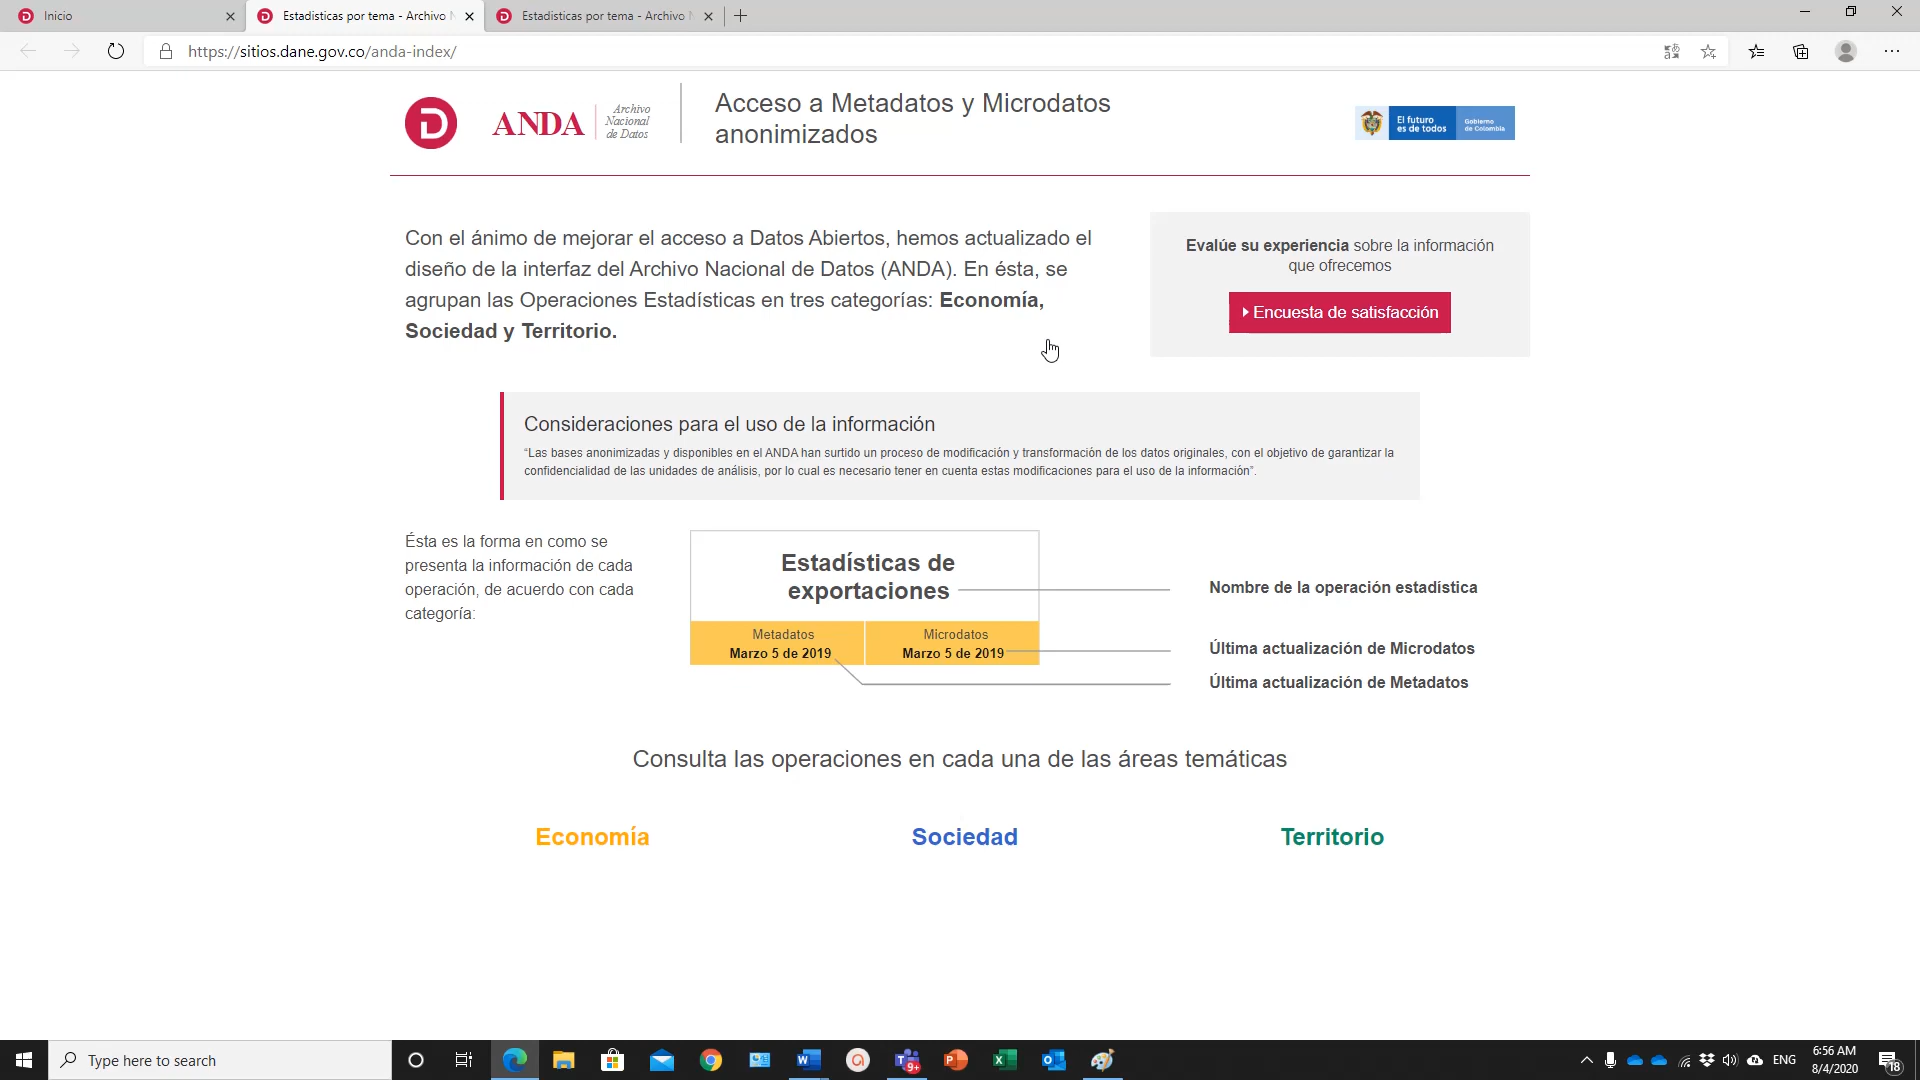 Inicio
Estadísticas por tema - Archivo N
Estadísticas por tema - Archivo N
https://sitios.dane.gov.co/anda-index/
ANDA
Archivo
Nacional
de Datos
Acceso a Metadatos y Microdatos
anonimizados
El futuro
es de todos
Gobierno
de Colombia
Con el ánimo de mejorar el acceso a Datos Abiertos, hemos actualizado el
diseño de la interfaz del Archivo Nacional de Datos (ANDA). En ésta, se
agrupan las Operaciones Estadísticas en tres categorías: Economía,
Sociedad y Territorio.
Evalúe su experiencia sobre la información
que ofrecemos
Encuesta de satisfacción
Consideraciones para el uso de la información
“Las bases anonimizadas y disponibles en el ANDA han surtido un proceso de modificación y transformación de los datos originales, con el objetivo de garantizar la
confidencialidad de las unidades de análisis, por lo cual es necesario tener en cuenta estas modificaciones para el uso de la información”.
Ésta es la forma en como se
presenta la información de cada
operación, de acuerdo con cada
categoría:
Estadísticas de
exportaciones
Metadatos
Marzo 5 de 2019
Microdatos
Marzo 5 de 2019
Nombre de la operación estadística
Última actualización de Microdatos
Última actualización de Metadatos
Consulta las operaciones en cada una de las áreas temáticas
Economía
Sociedad
Territorio
Type here to search
9+
ENG
6:56 AM
8/4/2020
18